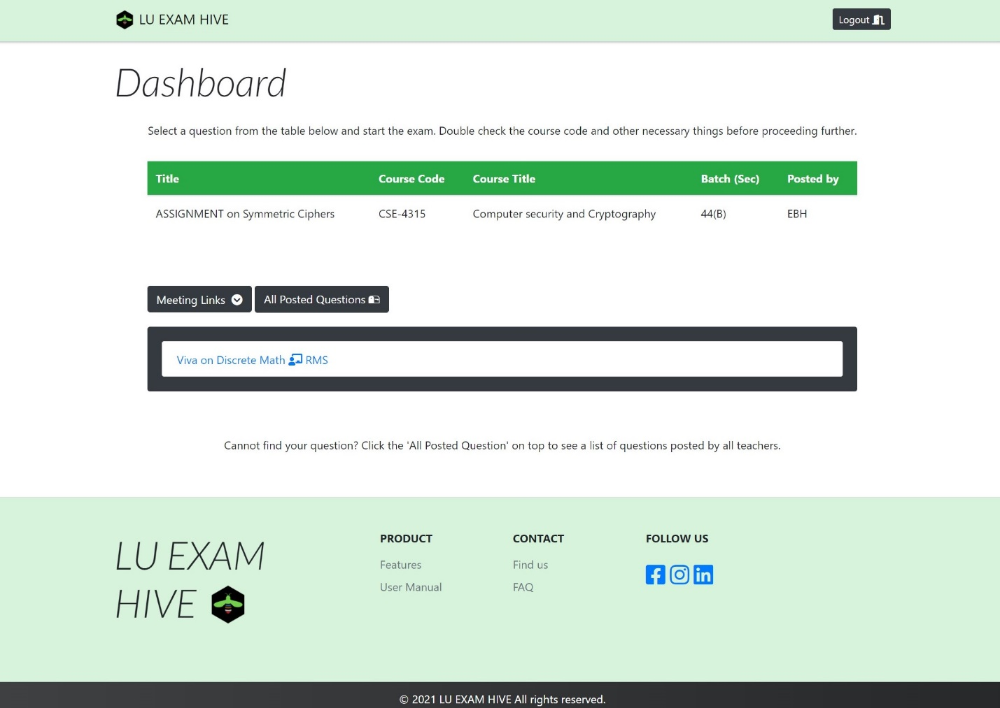 LU EXAM HIVE
Logout
Dashboard
Select a question from the table below and start the exam. Double check the course code and other necessary things before proceeding further.
Title Course Code Course Title Batch (Sec) Posted by
ASSIGNMENT on Symmetric Ciphers CSE-4315 Computer security and Cryptography 44(B) EBH
Meeting Links All Posted Questions
Viva on Discrete Math RMS
Cannot find your question? Click the 'All Posted Question' on top to see a list of questions posted by all teachers.
LU EXAM
HIVE
PRODUCT
Features
User Manual
CONTACT
Find us
FAQ
FOLLOW US
© 2021 LU EXAM HIVE All rights reserved.